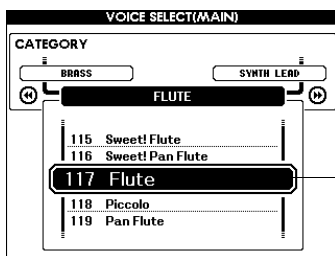 VOICE SELECT(MAIN)
CATEGORY
BRASS SYNTH LEAD
FLUTE
115 Sweet! Flute
116 Sweet! Pan Flute
117 Flute
118 Piccolo
119 Pan Flute